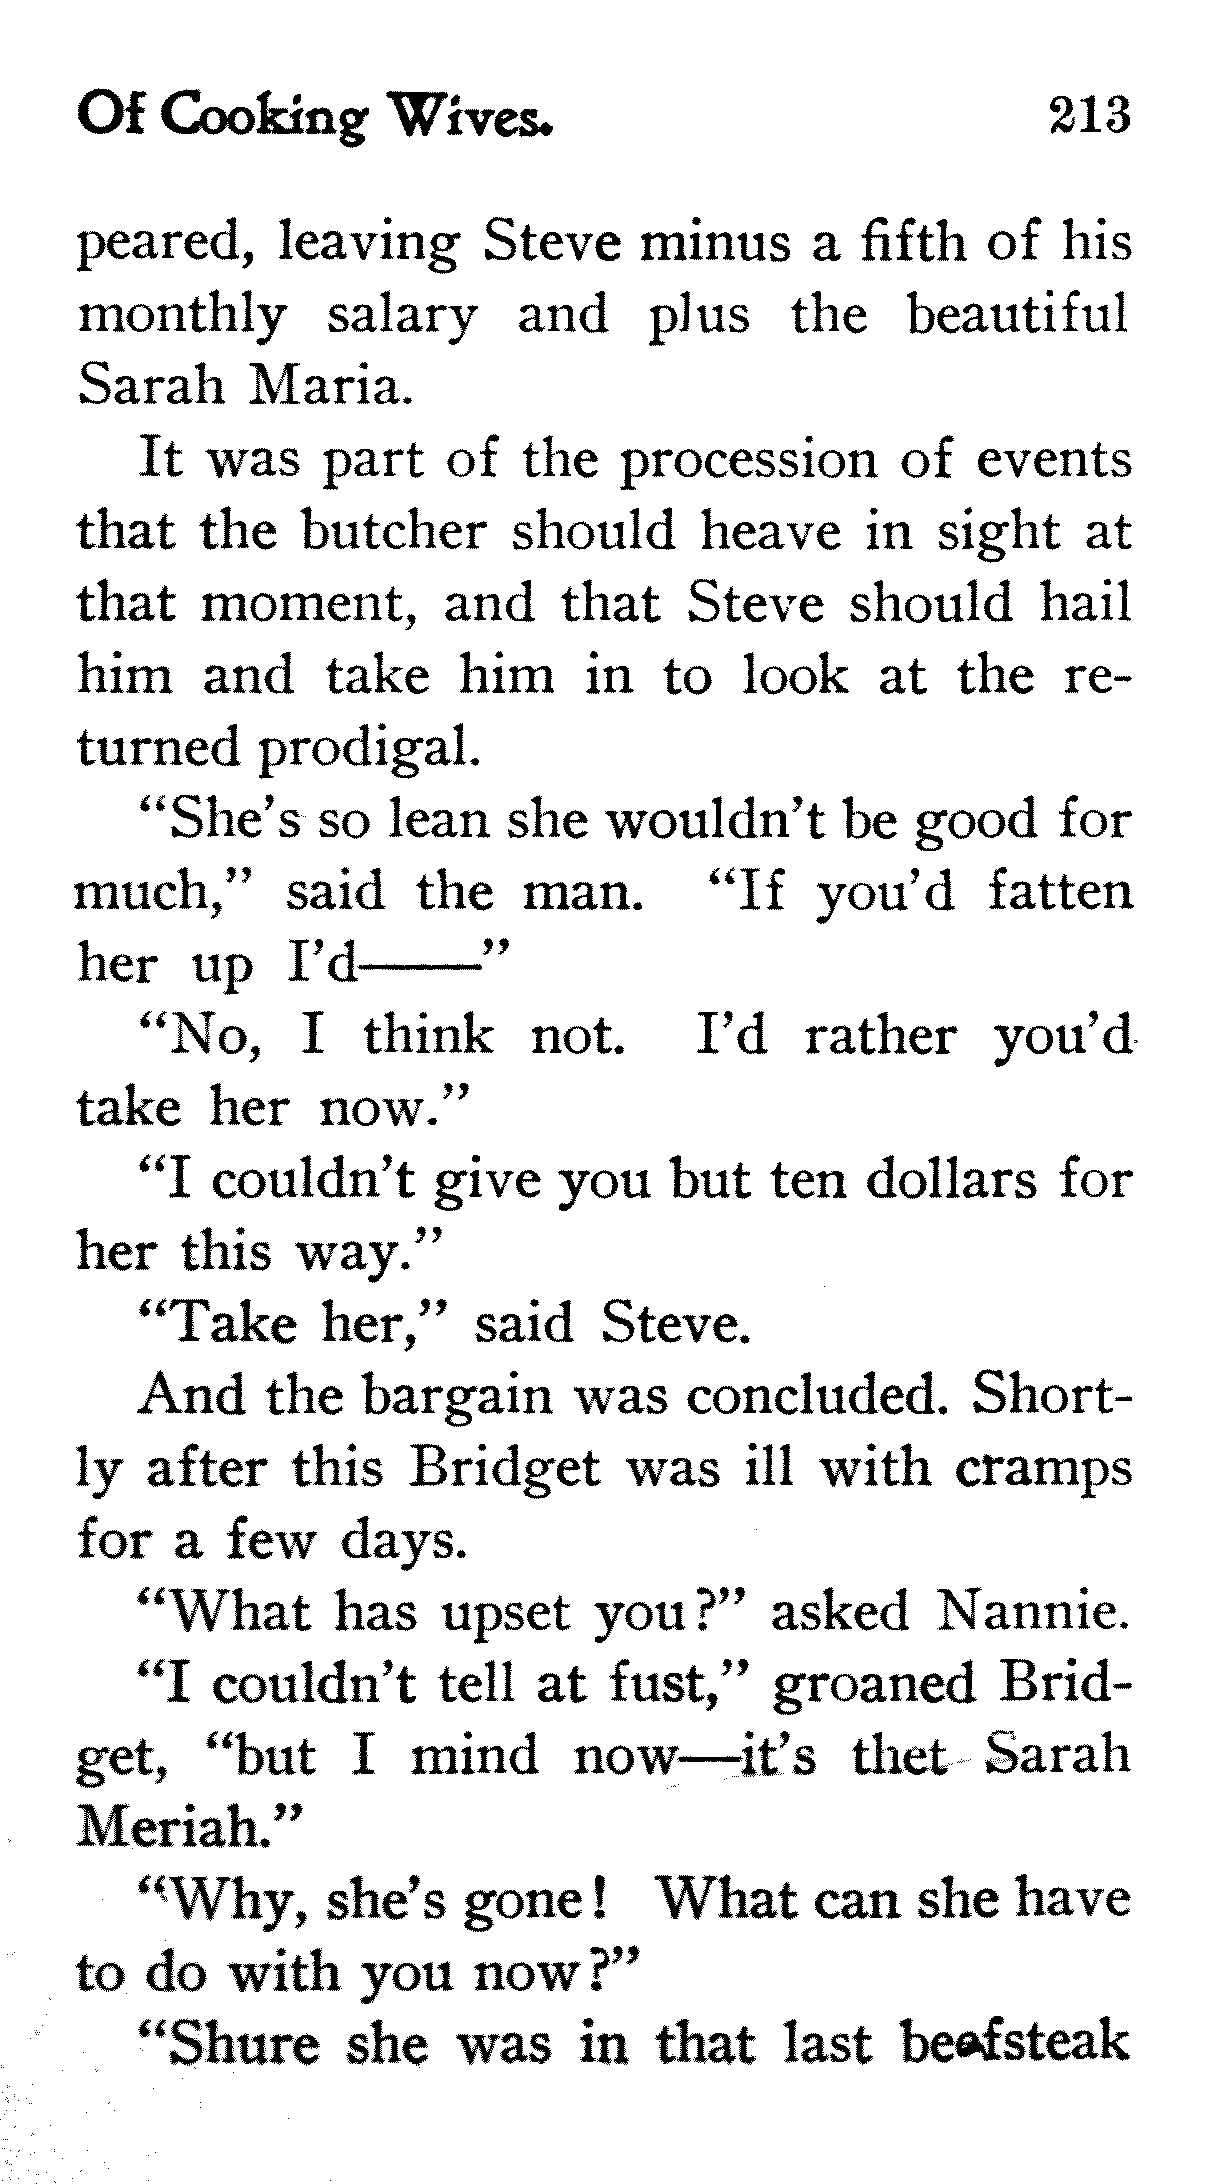 Of Cooking Wives. 213
peared, leaving Steve minus a fifth of his
monthly salary and plus the beautiful
Sarah Maria.
It was part of the procession of events
that the butcher should heave in sight at
that moment, and that Steve should hail
him and take him in to look at the re-
turned prodigal.
“She’s so lean she wouldn’t be good for
much,” said the man. “If you’d fatten
her up I’d——”
“No, I think not. I’d rather you’d
take her now.”
“I couldn’t give you but ten dollars for
her this way.”
“Take her,” said Steve.
And the bargain was concluded. Short-
ly after this Bridget was ill with cramps
for a few days.
“What has upset you?” asked Nannie.
“I couldn’t tell at fust,” groaned Brid-
get, “but I mind now—it’s thet Sarah
Meriah.”
“Why, she’s gone! What can she have
to do with you now?”
“Shure she was in that last beefsteak